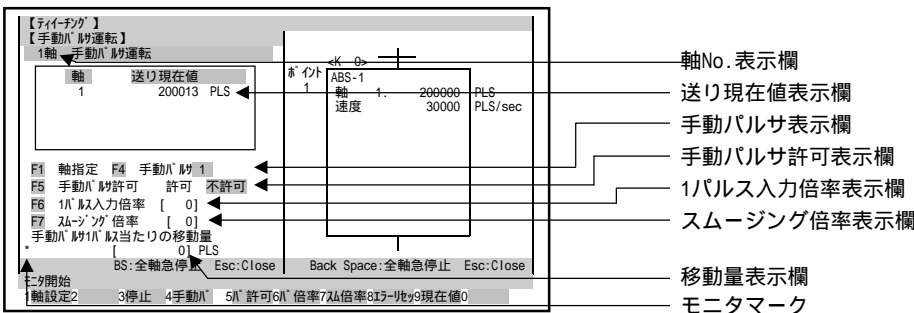 【ティーチング】
【手動パルサ運転】
1軸 手動パルサ運転
軸 送り現在値
1 200013 PLS
F1 軸指定 F4 手動パルサ 1
F5 手動パルサ許可 許可 不許可
F6 1パルス入力倍率 [ 0]
F7 スムージング倍率 [ 0]
手動パルサ1パルス当たりの移動量
* [ 0] PLS
BS:全軸急停止 Esc:Close
<K 0>
ポイント ABS-1
1 軸 1. 200000 PLS
速度 30000 PLS/sec
Back Space:全軸急停止 Esc:Close
モニタ開始
1軸設定2 3停止 4手動パ 5パ許可6パ倍率7スム倍率8エラーリセッ9現在値0
軸No.表示欄
送り現在値表示欄
手動パルサ表示欄
手動パルサ許可表示欄
1パルス入力倍率表示欄
スムージング倍率表示欄
移動量表示欄
モニタマーク